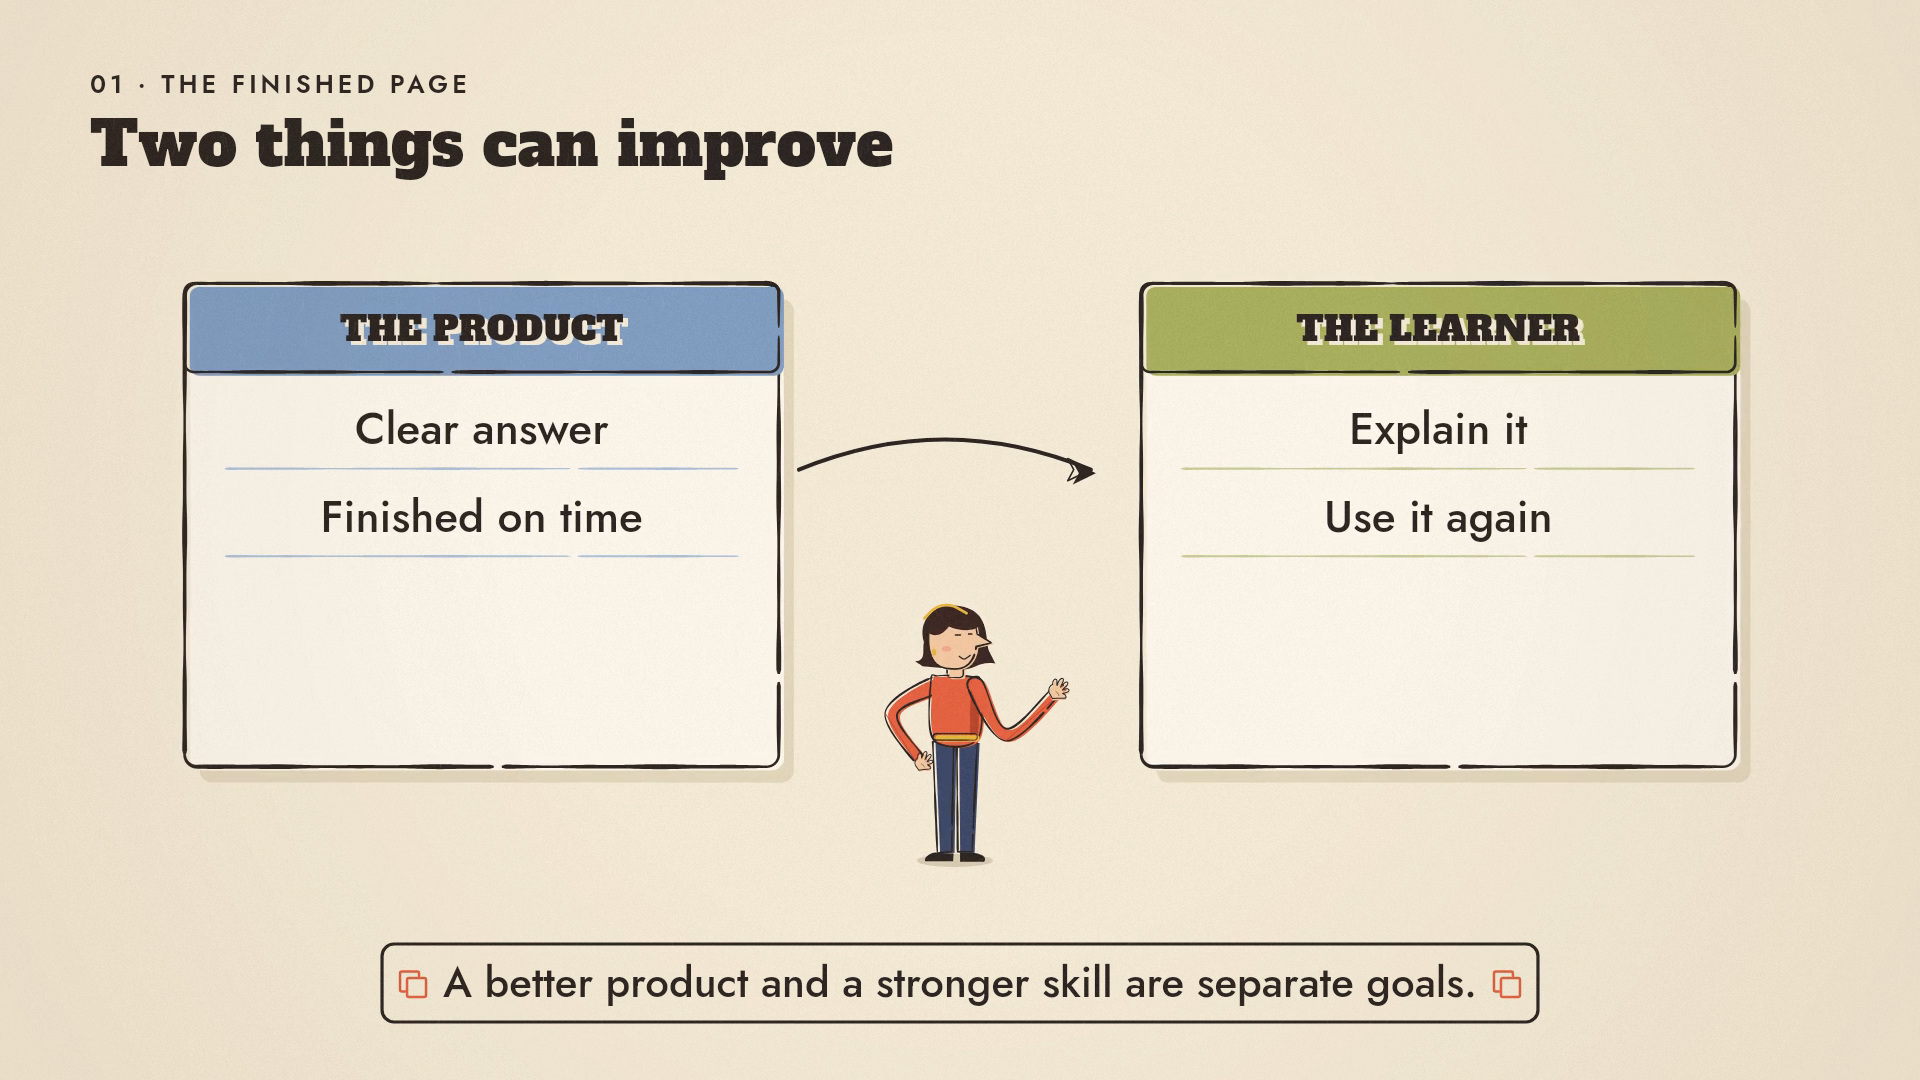 01 · THE FINISHED PAGE
Two things can improve
THE PRODUCT
Clear answer
Finished on time
THE LEARNER
Explain it
Use it again
A better product and a stronger skill are separate goals.